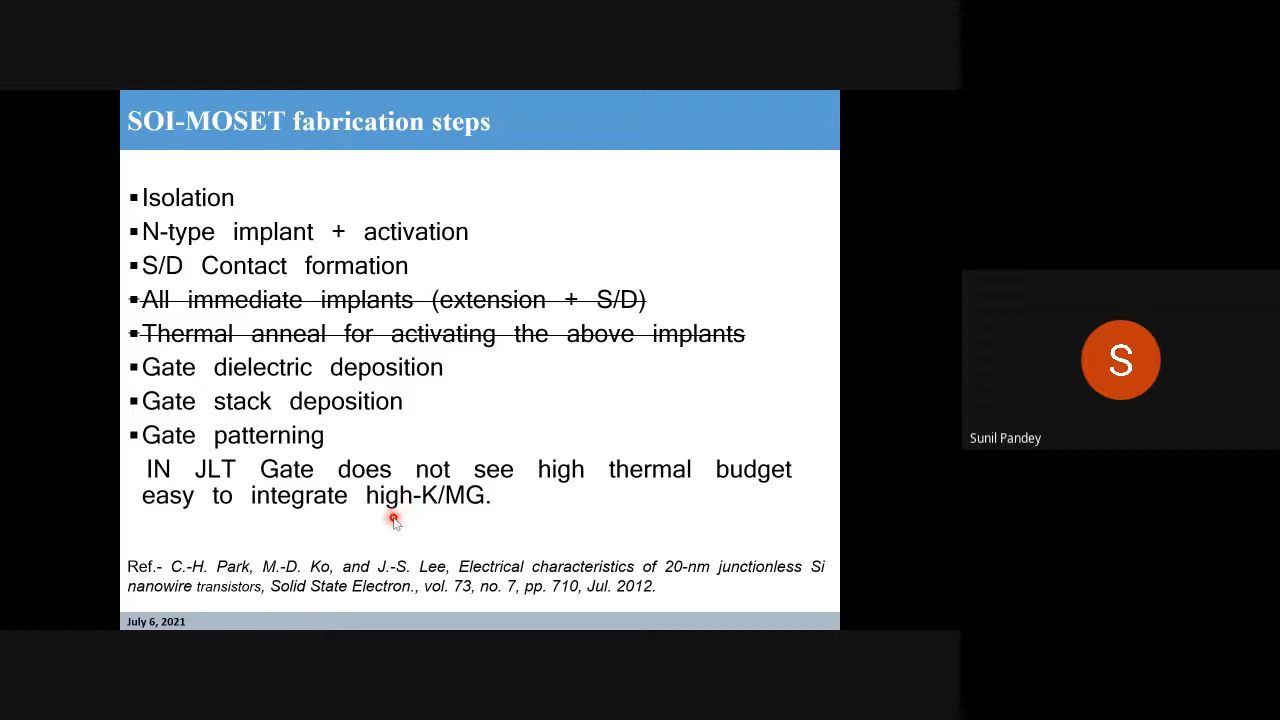 SOI-MOSET fabrication steps
▪Isolation
▪N-type implant + activation
▪S/D Contact formation
▪All immediate implants (extension + S/D)
▪Thermal anneal for activating the above implants
▪Gate dielectric deposition
▪Gate stack deposition
▪Gate patterning
IN JLT Gate does not see high thermal budget
easy to integrate high-K/MG.
Ref.- C.-H. Park, M.-D. Ko, and J.-S. Lee, Electrical characteristics of 20-nm junctionless Si
nanowire transistors, Solid State Electron., vol. 73, no. 7, pp. 710, Jul. 2012.
July 6, 2021
S
Sunil Pandey